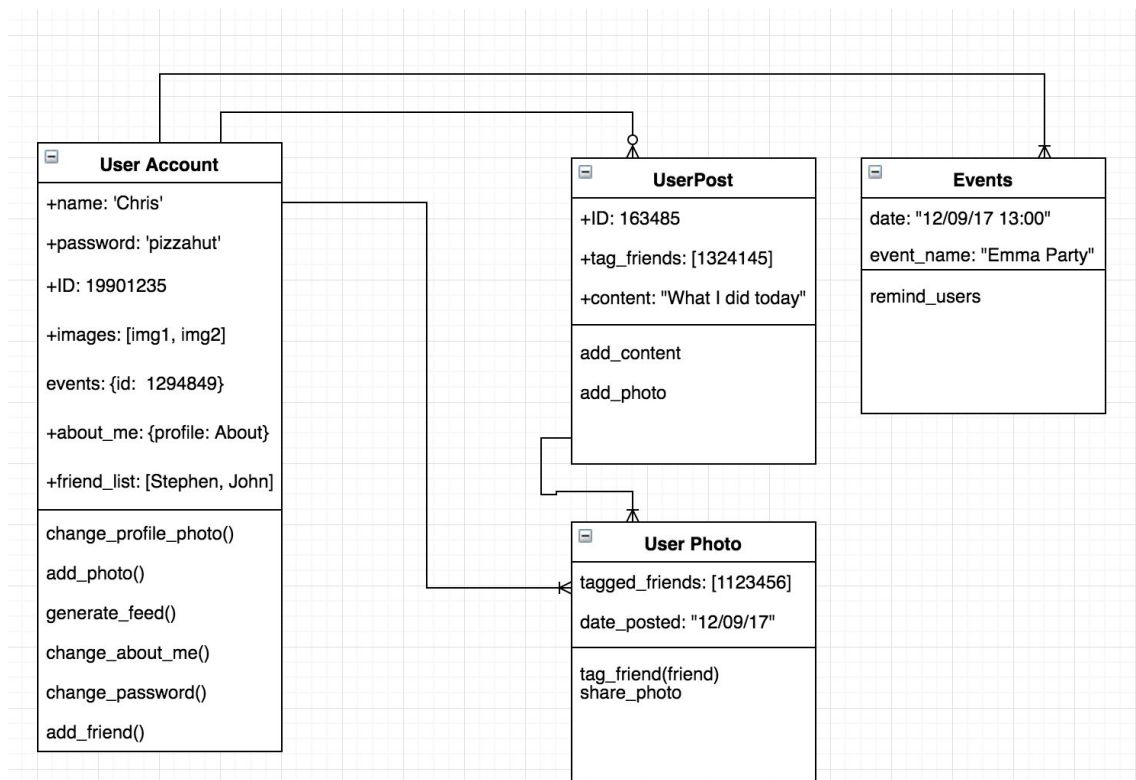 User Account
+name: 'Chris'
+password: 'pizzahut'
+ID: 19901235
+images: [img1, img2]
events: {id:  1294849}
+about_me: {profile: About}
+friend_list: [Stephen, John]
change_profile_photo()
add_photo()
generate_feed()
change_about_me()
change_password()
add_friend()
UserPost
+ID: 163485
+tag_friends: [1324145]
+content: "What I did today"
add_content
add_photo
Events
date: "12/09/17 13:00"
event_name: "Emma Party"
remind_users
User Photo
tagged_friends: [1123456]
date_posted: "12/09/17"
tag_friend(friend)
share_photo